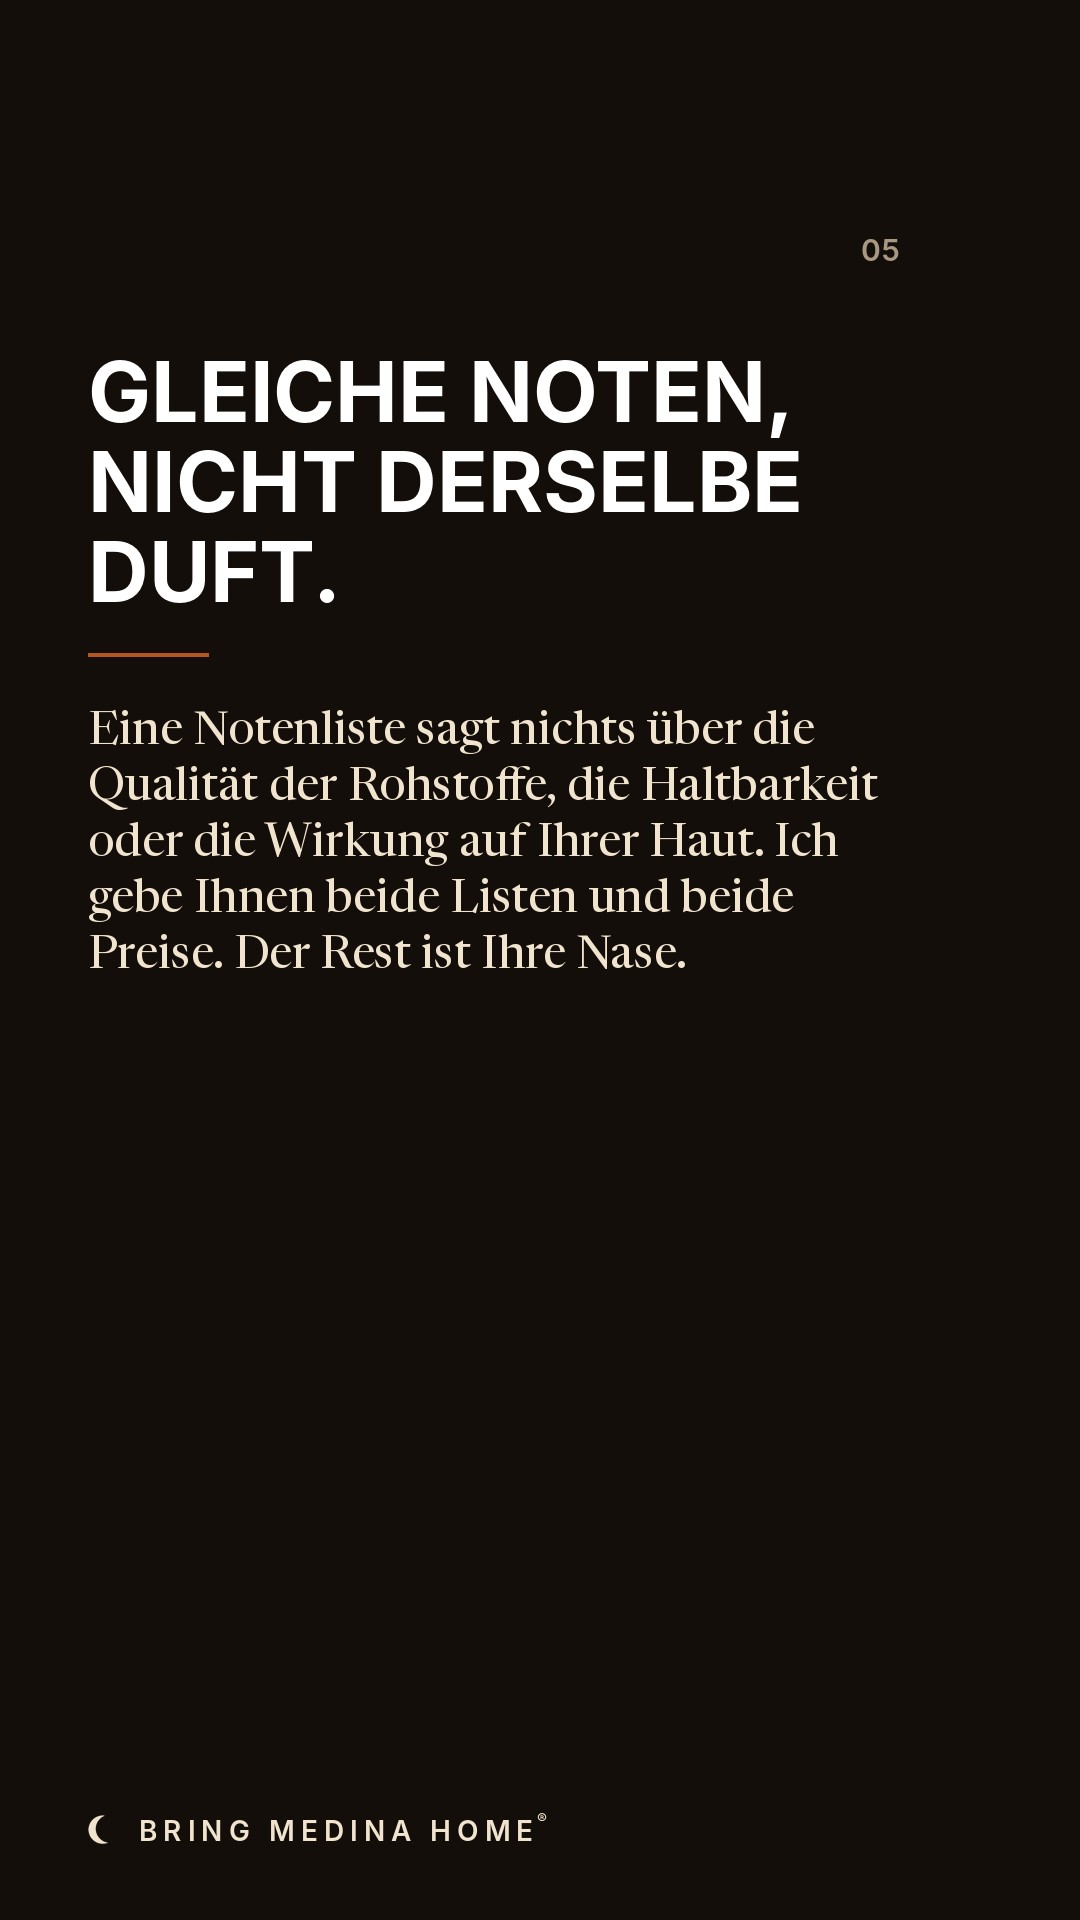 05
GLEICHE NOTEN,
NICHT DERSELBE
DUFT.
Eine Notenliste sagt nichts über die
Qualität der Rohstoffe, die Haltbarkeit
oder die Wirkung auf Ihrer Haut. Ich
gebe Ihnen beide Listen und beide
Preise. Der Rest ist Ihre Nase.
BRING MEDINA HOME®